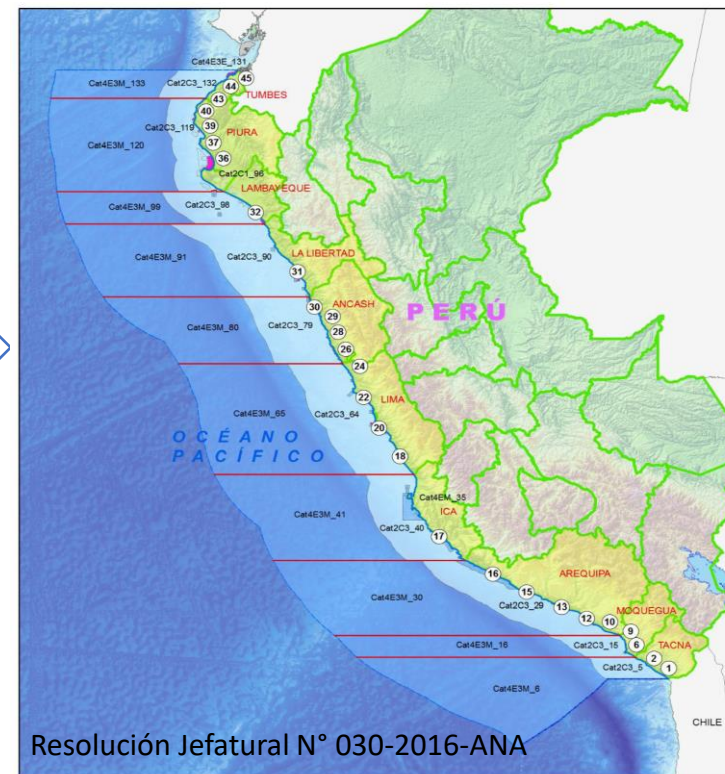 Cat4E3E_131
Cat4E3M_133
Cat2C3_132
45
44
TUMBES
43
40
Cat2C3_119
39
PIURA
Cat4E3M_120
37
36
Cat2C1_96
LAMBAYEQUE
Cat4E3M_99
Cat2C3_98
32
Cat4E3M_91
Cat2C3_90
LA LIBERTAD
31
ANCASH
30
29
PERÚ
Cat4E3M_80
Cat2C3_79
28
26
24
Cat4E3M_65
Cat2C3_64
22
LIMA
20
OCÉANO
PACÍFICO
18
Cat4EM_35
ICA
Cat4E3M_41
Cat2C3_40
17
16
AREQUIPA
Cat4E3M_30
15
Cat2C3_29
13
12
10
MOQUEGUA
9
Cat4E3M_16
Cat2C3_15
6
TACNA
2
Cat2C3_5
1
Cat4E3M_6
CHILE
Resolución Jefatural N° 030-2016-ANA